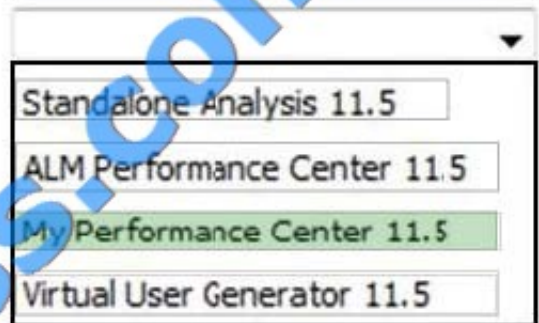 Standalone Analysis 11.5
ALM Performance Center 11.5
My Performance Center 11.5
Virtual User Generator 11.5
s.com